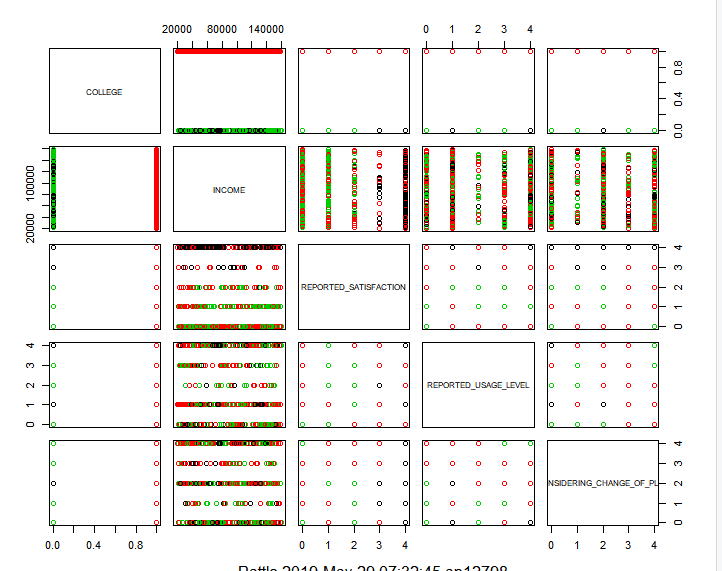 20000 80000 140000 0 1 2 3 4
COLLEGE
0.0 0.4 0.8
INCOME
20000 100000
REPORTED_SATISFACTION
0 1 2 3 4
REPORTED_USAGE_LEVEL
0 1 2 3 4
NSIDERING_CHANGE_OF_PL
0 1 2 3 4
0.0 0.4 0.8 0 1 2 3 4 0 1 2 3 4